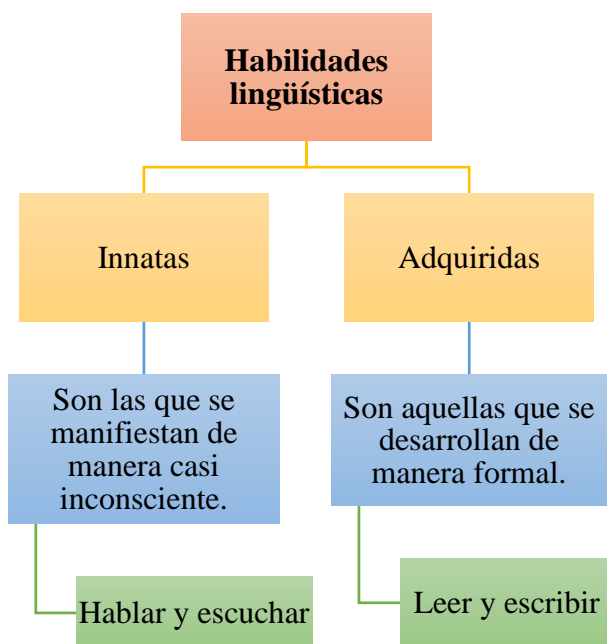 Habilidades
lingüísticas
Innatas
Adquiridas
Son las que se
manifiestan de
manera casi
inconsciente.
Son aquellas que se
desarrollan de
manera formal.
Hablar y escuchar
Leer y escribir